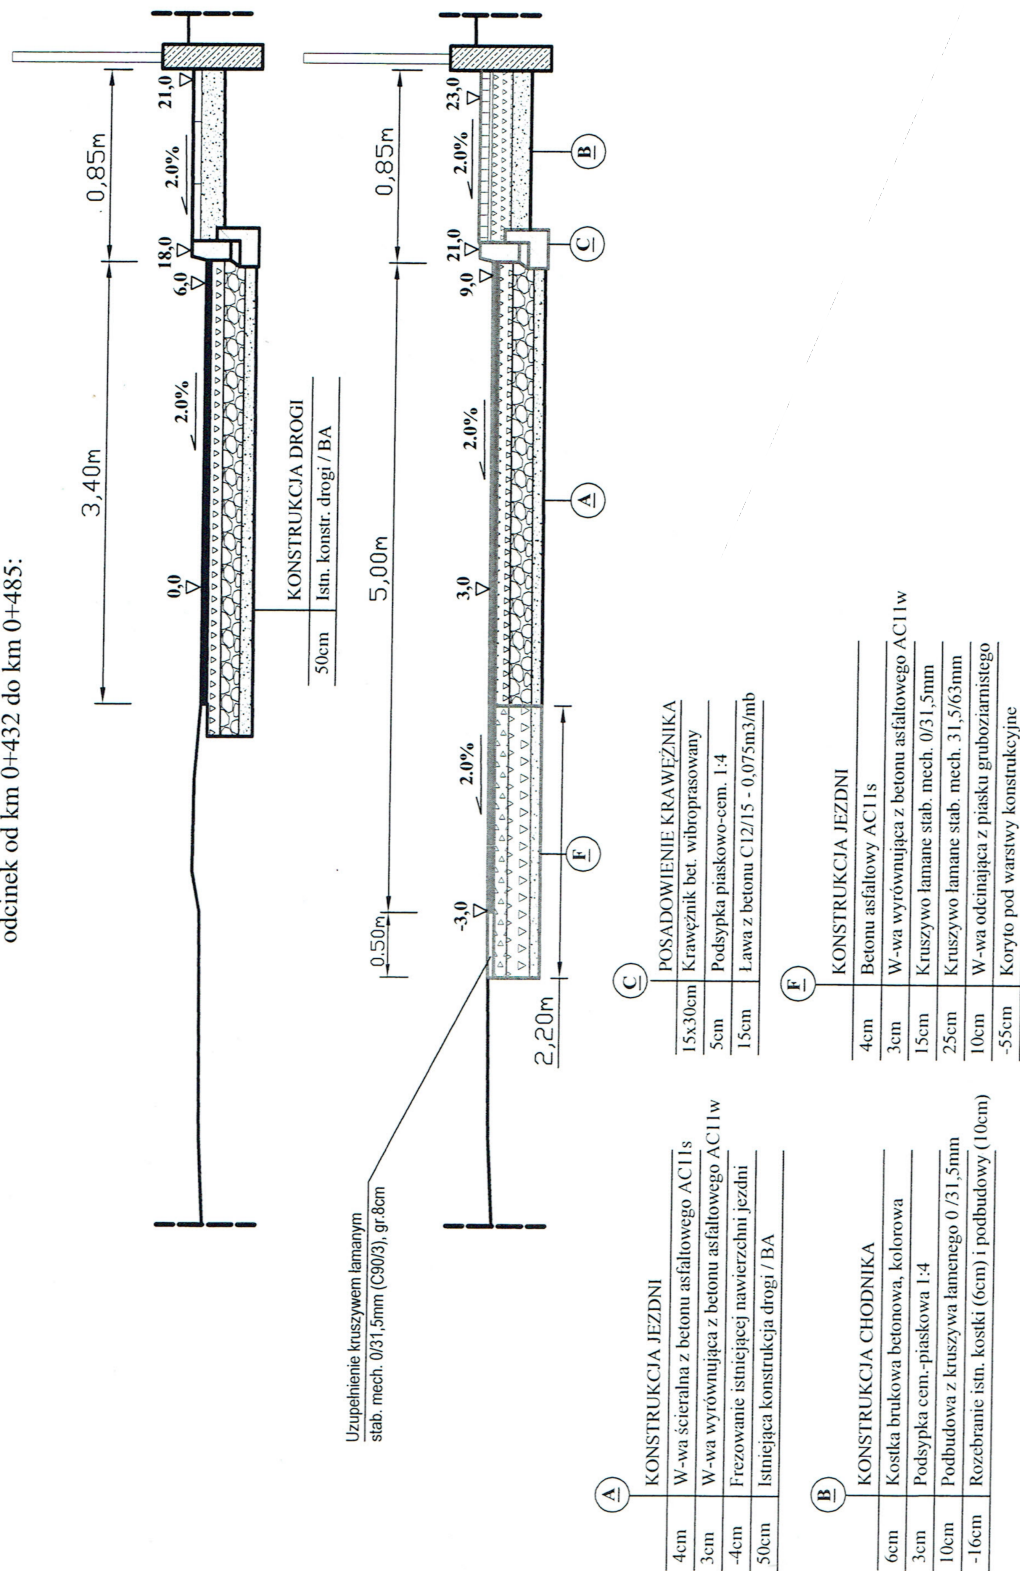 odcinek od km 0+432 do km 0+485:
3,40m
0,85m
0,0
2.0%
6,0
18,0
2.0%
21,0
KONSTRUKCJA DROGI
50cm Istn. konstr. drogi / BA
Uzupełnienie kruszywem łamanym
stab. mech. 0/31,5mm (C90/3), gr.8cm
0.50m
5,00m
0,85m
-3,0
2.0%
3,0
2.0%
9,0
21,0
2.0%
23,0
2,20m
F
A
C
B
A
KONSTRUKCJA JEZDNI
4cm W-wa ścieralna z betonu asfaltowego AC11s
3cm W-wa wyrównująca z betonu asfaltowego AC11w
-4cm Frezowanie istniejącej nawierzchni jezdni
50cm Istniejąca konstrukcja drogi / BA
C
POSADOWIENIE KRAWĘŻNIKA
15x30cm Krawężnik bet. wibroprasowany
5cm Podsypka piaskowo-cem. 1:4
15cm Ława z betonu C12/15 - 0,075m3/mb
B
KONSTRUKCJA CHODNIKA
6cm Kostka brukowa betonowa, kolorowa
3cm Podsypka cem.-piaskowa 1:4
10cm Podbudowa z kruszywa łamenego 0 /31,5mm
-16cm Rozebranie istn. kostki (6cm) i podbudowy (10cm)
F
KONSTRUKCJA JEZDNI
4cm Betonu asfaltowy AC11s
3cm W-wa wyrównująca z betonu asfaltowego AC11w
15cm Kruszywo łamane stab. mech. 0/31,5mm
25cm Kruszywo łamane stab. mech. 31,5/63mm
10cm W-wa odcinająca z piasku gruboziarnistego
-55cm Koryto pod warstwy konstrukcyjne